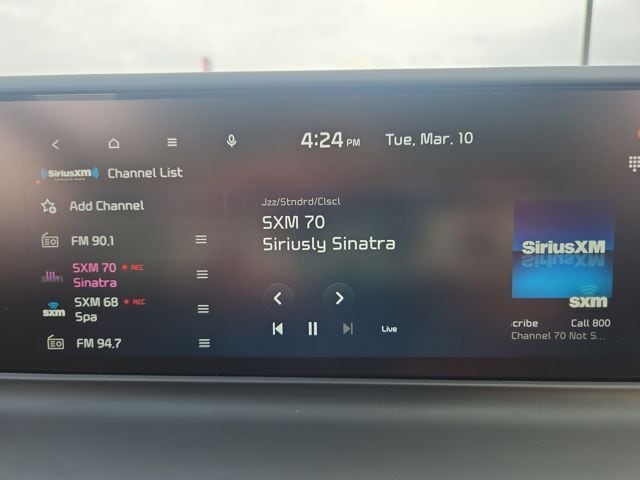 4:24 PM Tue, Mar, 10
SiriusXM Channel List
Add Channel
FM 90.1
SXM 70 REC
Sinatra
SXM 68 REC
Spa
FM 94.7
Jzz/Stndrd/Clscl
SXM 70
Siriusly Sinatra
Live
SiriusXM
sxm
sxm
:cribe Call 800
Channel 70 Not S...